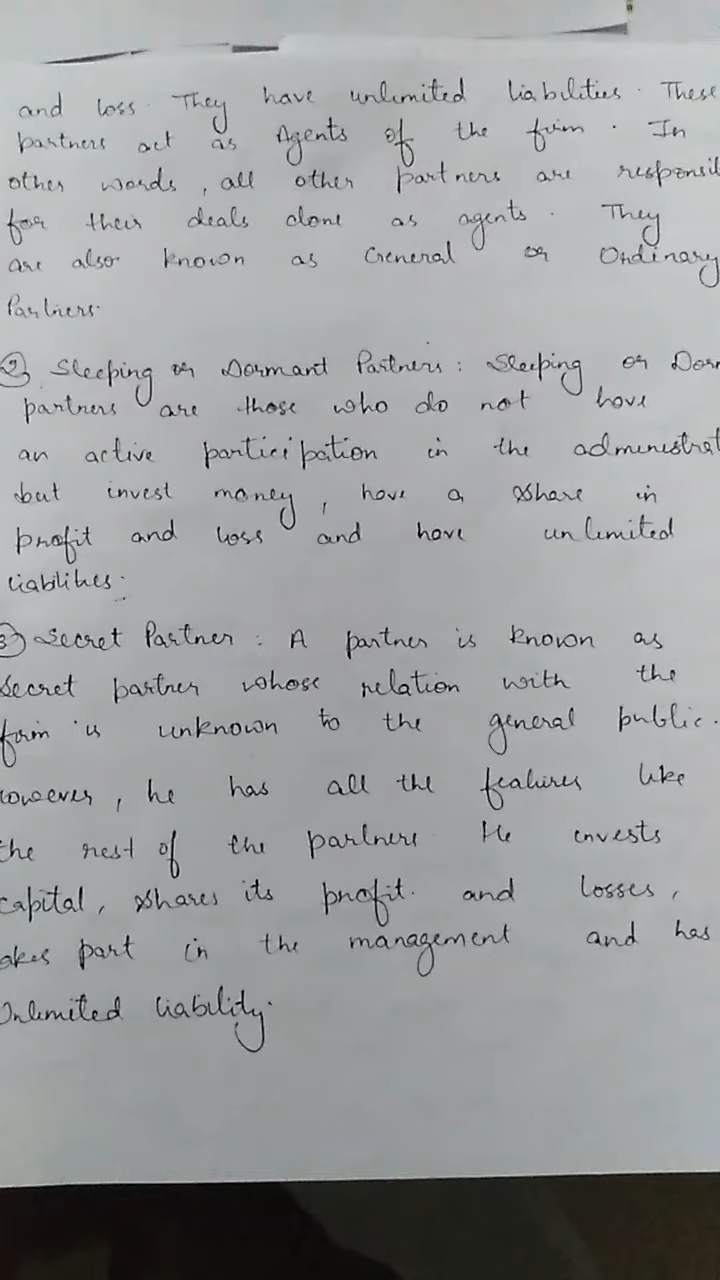 and loss. They have unlimited liabilities. These
partners act as Agents of the firm. In
other words, all other partners are responsil
for their deals done as agents. They
are also known as General or Ordinary
Partners.
② Sleeping or Dormant Partners: Sleeping or Dorm
partners are those who do not have
an active participation in the administrat
but invest money, have a share in
profit and loss and have unlimited
liabilities.
③ Secret Partner: A partner is known as
Secret partner whose relation with the
firm is unknown to the general public.
However, he has all the features like
the rest of the partners He invests
capital, shares its profit. and losses,
akes part in the management and has
Unlimited liability.